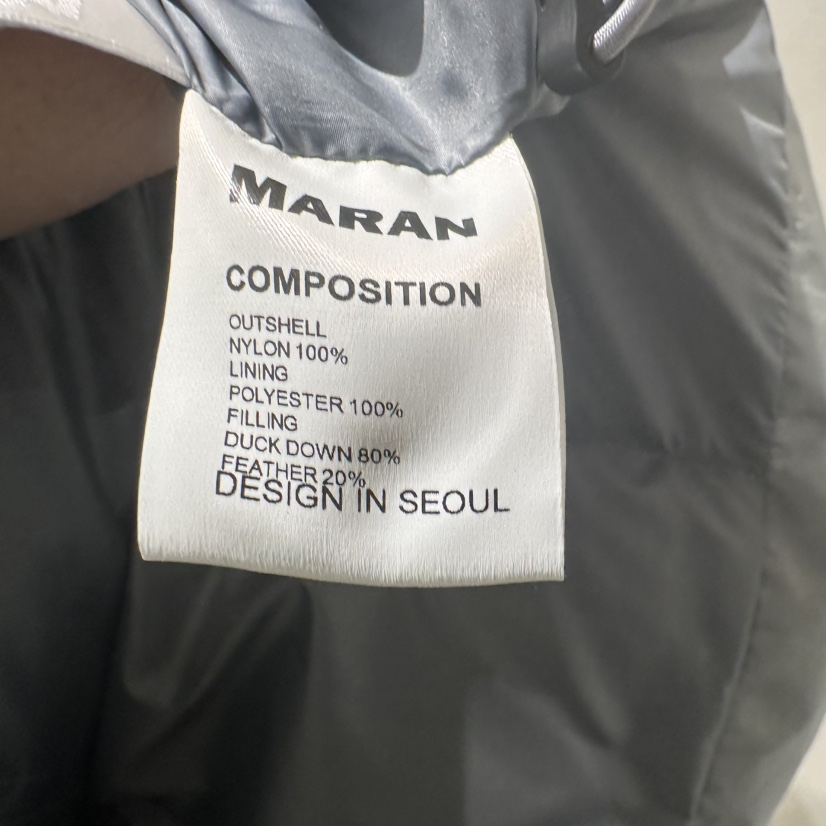 MARAN
COMPOSITION
OUTSHELL
NYLON 100%
LINING
POLYESTER 100%
FILLING
DUCK DOWN 80%
FEATHER 20%
DESIGN IN SEOUL